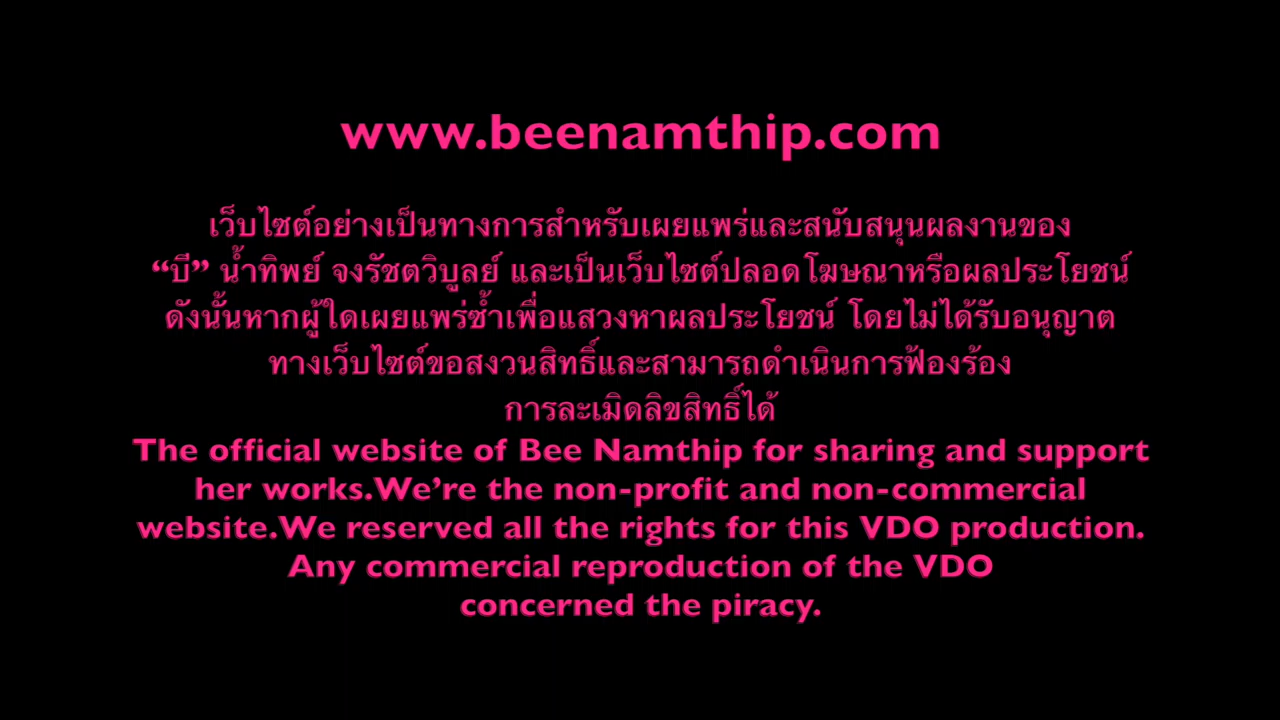 www.beenamthip.com
เว็บไซต์อย่างเป็นทางการสำหรับเผยแพร่และสนับสนุนผลงานของ
“บี” น้ำทิพย์ จงรัชตวิบูลย์ และเป็นเว็บไซต์ปลอดโฆษณาหรือผลประโยชน์
ดังนั้นหากผู้ใดเผยแพร่ซ้ำเพื่อแสวงหาผลประโยชน์ โดยไม่ได้รับอนุญาต
ทางเว็บไซต์ขอสงวนสิทธิ์และสามารถดำเนินการฟ้องร้อง
การละเมิดลิขสิทธิ์ได้
The official website of Bee Namthip for sharing and support
her works.We’re the non-profit and non-commercial
website.We reserved all the rights for this VDO production.
Any commercial reproduction of the VDO
concerned the piracy.